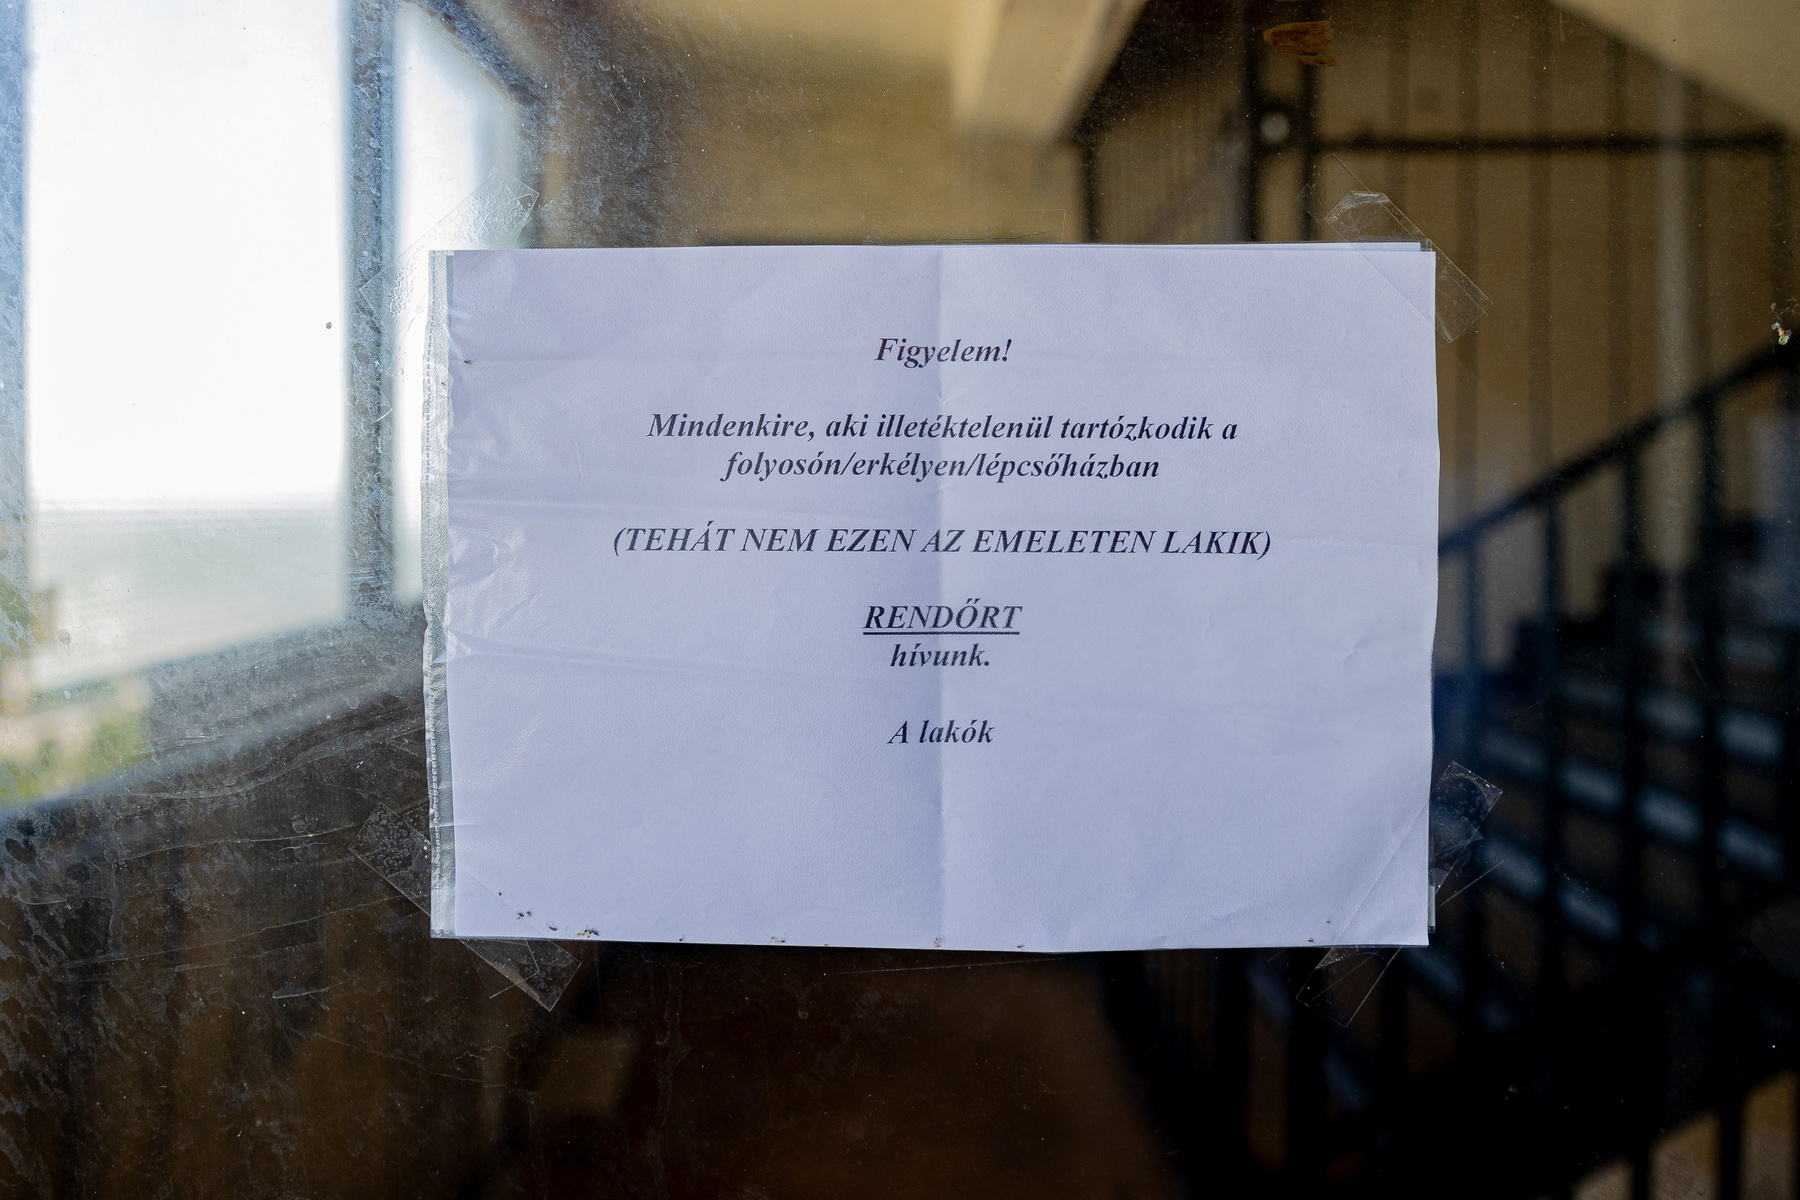 Figyelem!
Mindenkire, aki illetéktelenül tartózkodik a
folyosón/erkélyen/lépcsőházban
(TEHÁT NEM EZEN AZ EMELETEN LAKIK)
RENDŐRT
hívunk.
A lakók